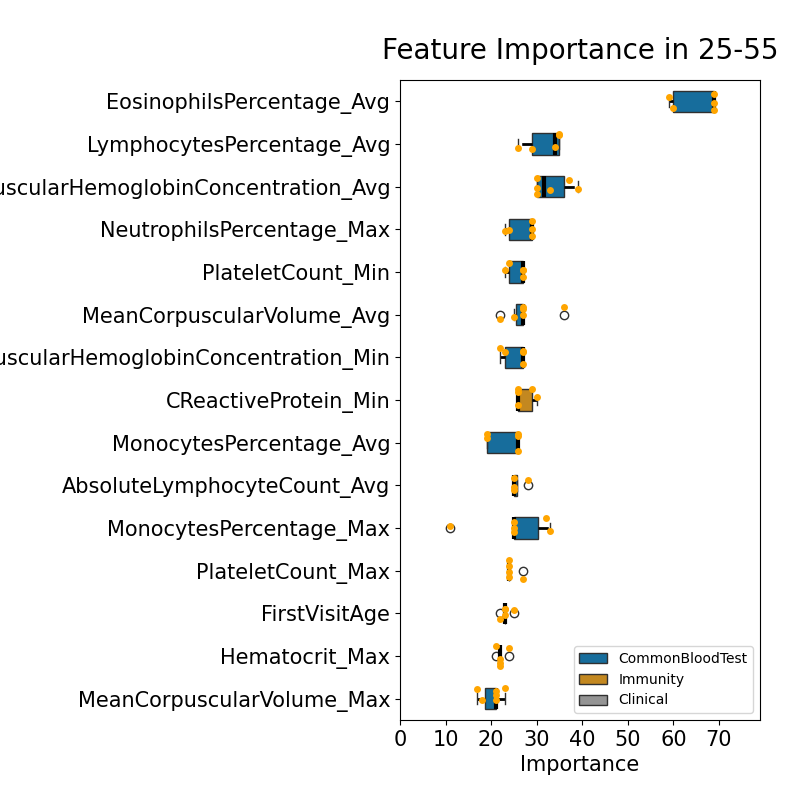 Feature Importance in 25-55
EosinophilsPercentage_Avg
LymphocytesPercentage_Avg
uscularHemoglobinConcentration_Avg
NeutrophilsPercentage_Max
PlateletCount_Min
MeanCorpuscularVolume_Avg
uscularHemoglobinConcentration_Min
CReactiveProtein_Min
MonocytesPercentage_Avg
AbsoluteLymphocyteCount_Avg
MonocytesPercentage_Max
PlateletCount_Max
FirstVisitAge
Hematocrit_Max
MeanCorpuscularVolume_Max
CommonBloodTest
Immunity
Clinical
0 10 20 30 40 50 60 70
Importance